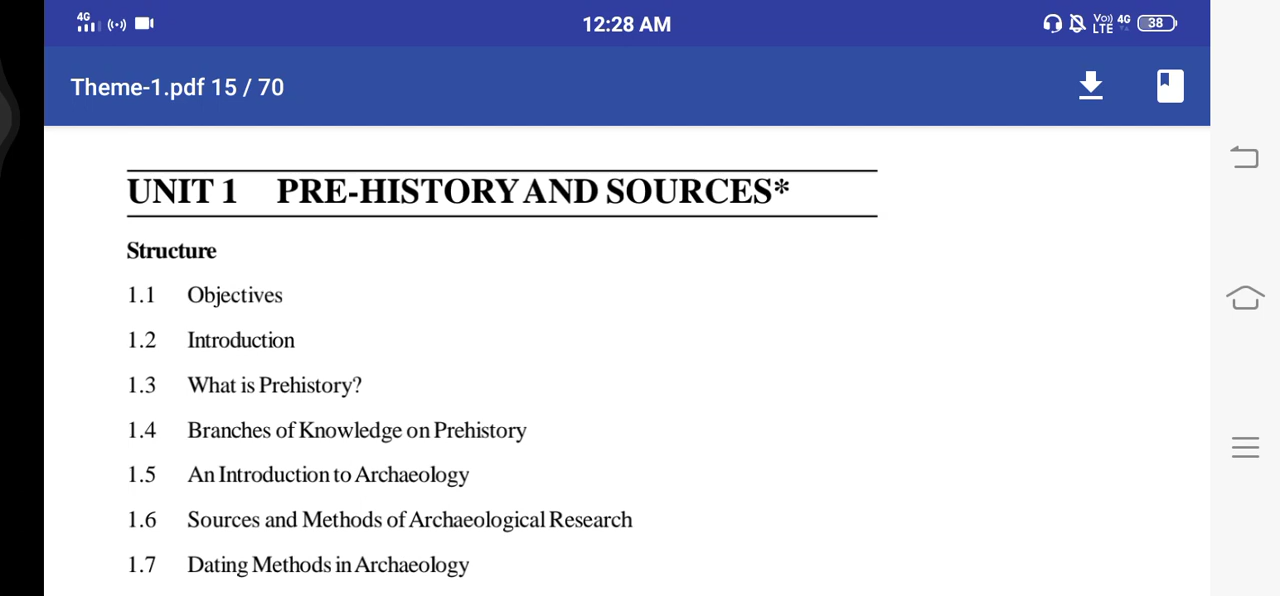 4G
12:28 AM
Vo)) LTE 4G 38
Theme-1.pdf 15 / 70
UNIT 1 PRE-HISTORY AND SOURCES*
Structure
1.1 Objectives
1.2 Introduction
1.3 What is Prehistory?
1.4 Branches of Knowledge on Prehistory
1.5 An Introduction to Archaeology
1.6 Sources and Methods of Archaeological Research
1.7 Dating Methods in Archaeology